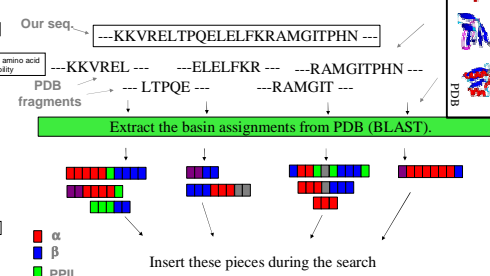 Our seq.
---KKVRELTPQELELFKRAMGITPHN ---
amino acid
bility
---KKVREL --- ---ELELFKR --- ---RAMGITPHN ---
PDB
fragments
--- LTPQE --- ---RAMGIT ---
PDB
Extract the basin assignments from PDB (BLAST).
α
β
PPII
Insert these pieces during the search